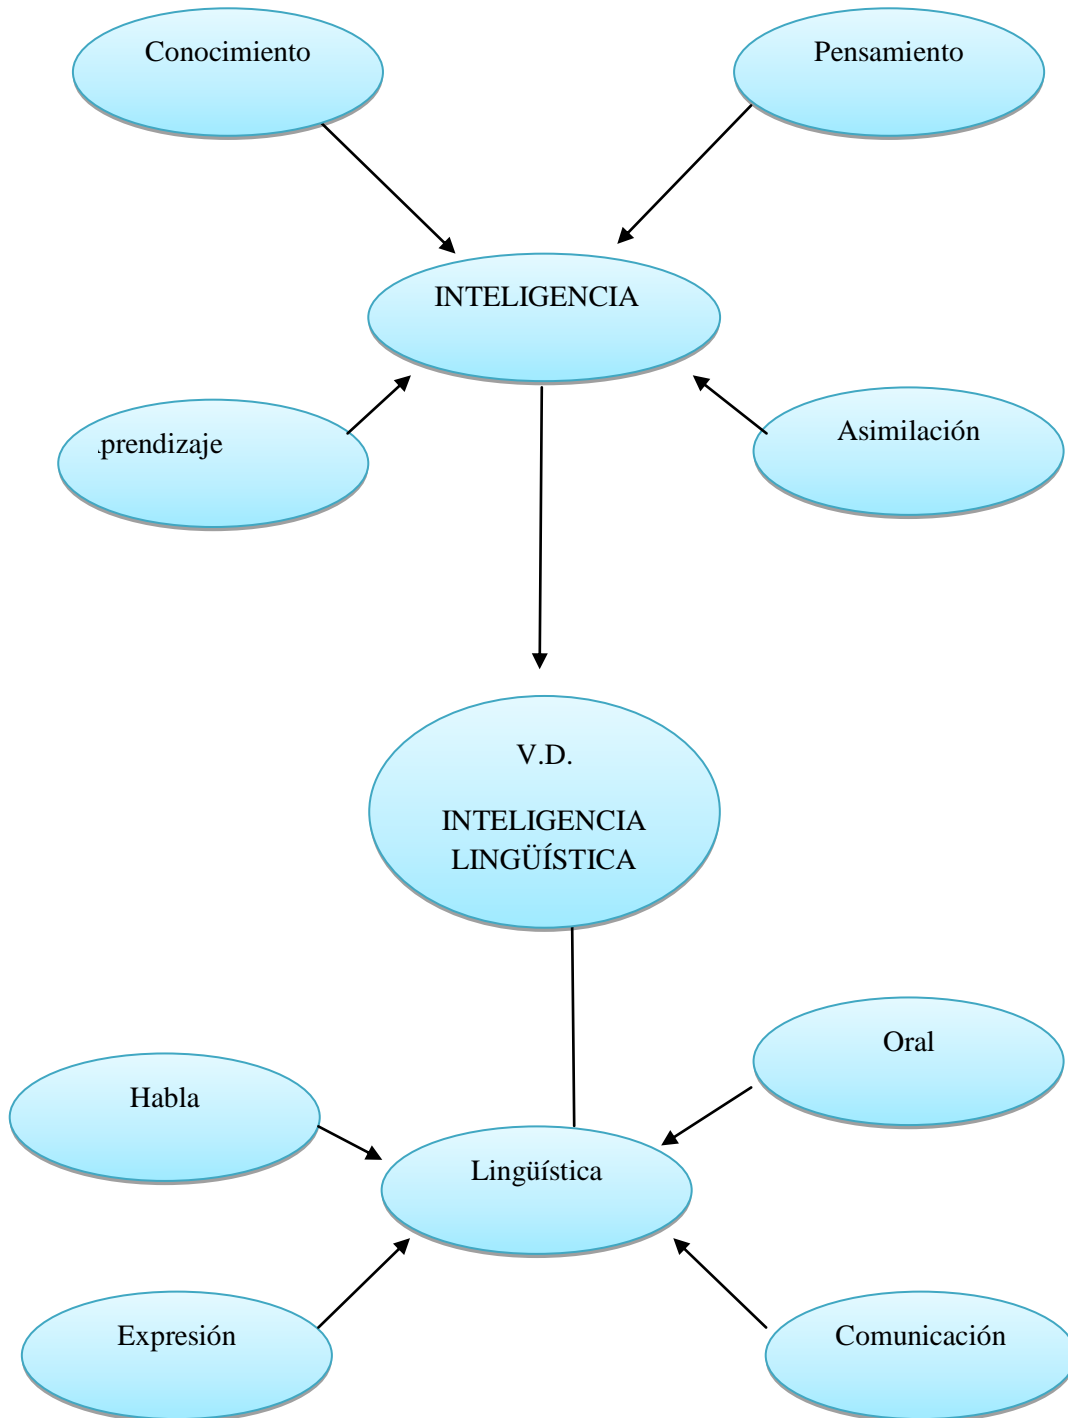 Conocimiento
Pensamiento
INTELIGENCIA
prendizaje
Asimilación
V.D.
INTELIGENCIA
LINGÜÍSTICA
Oral
Habla
Lingüística
Expresión
Comunicación